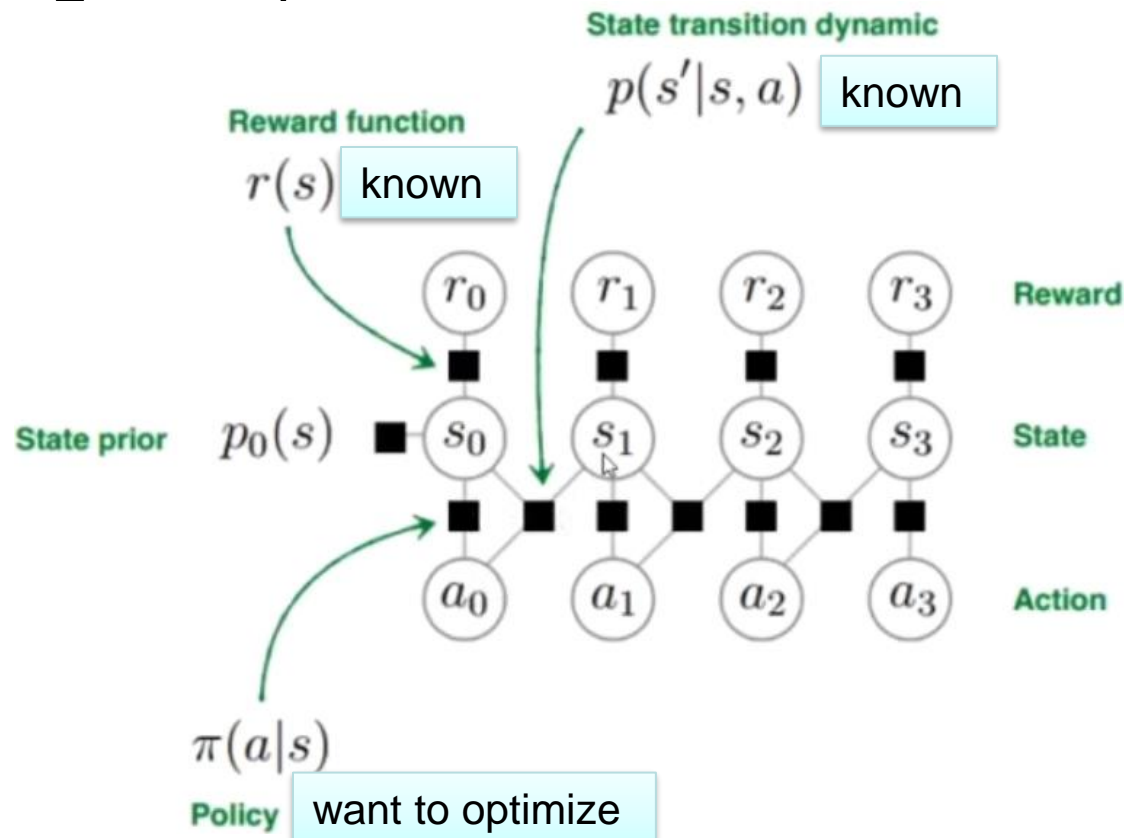 State transition dynamic
p(s′|s, a) known
Reward function
r(s) known
r₀ r₁ r₂ r₃ Reward
State prior p₀(s) s₀ s₁ s₂ s₃ State
a₀ a₁ a₂ a₃ Action
π(a|s)
Policy want to optimize